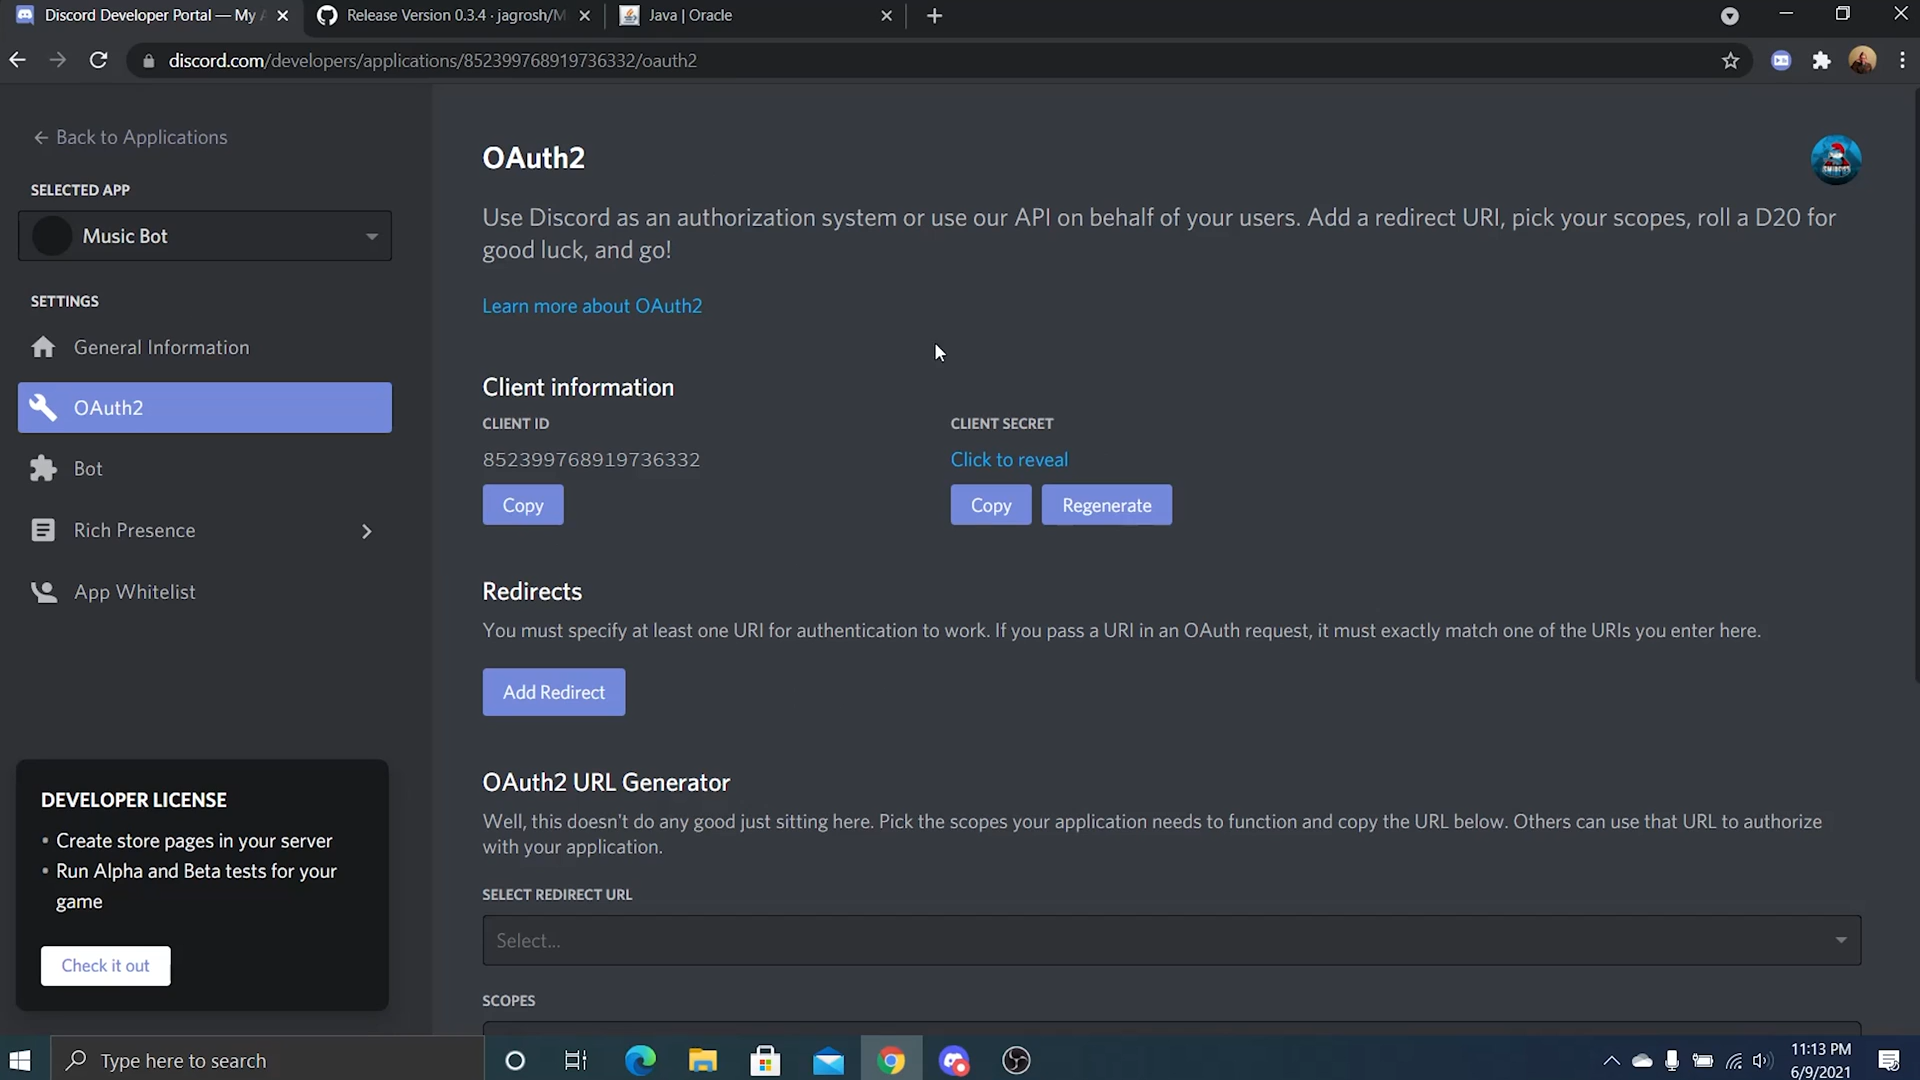 Discord Developer Portal — My A
Release Version 0.3.4 · jagrosh/M
Java | Oracle
discord.com/developers/applications/852399768919736332/oauth2
Back to Applications
SELECTED APP
Music Bot
SETTINGS
General Information
OAuth2
Bot
Rich Presence
App Whitelist
DEVELOPER LICENSE
• Create store pages in your server
• Run Alpha and Beta tests for your
game
Check it out
OAuth2
Use Discord as an authorization system or use our API on behalf of your users. Add a redirect URI, pick your scopes, roll a D20 for
good luck, and go!
Learn more about OAuth2
Client information
CLIENT ID
852399768919736332
Copy
CLIENT SECRET
Click to reveal
Copy
Regenerate
Redirects
You must specify at least one URI for authentication to work. If you pass a URI in an OAuth request, it must exactly match one of the URIs you enter here.
Add Redirect
OAuth2 URL Generator
Well, this doesn't do any good just sitting here. Pick the scopes your application needs to function and copy the URL below. Others can use that URL to authorize
with your application.
SELECT REDIRECT URL
Select...
SCOPES
Type here to search
11:13 PM
6/9/2021